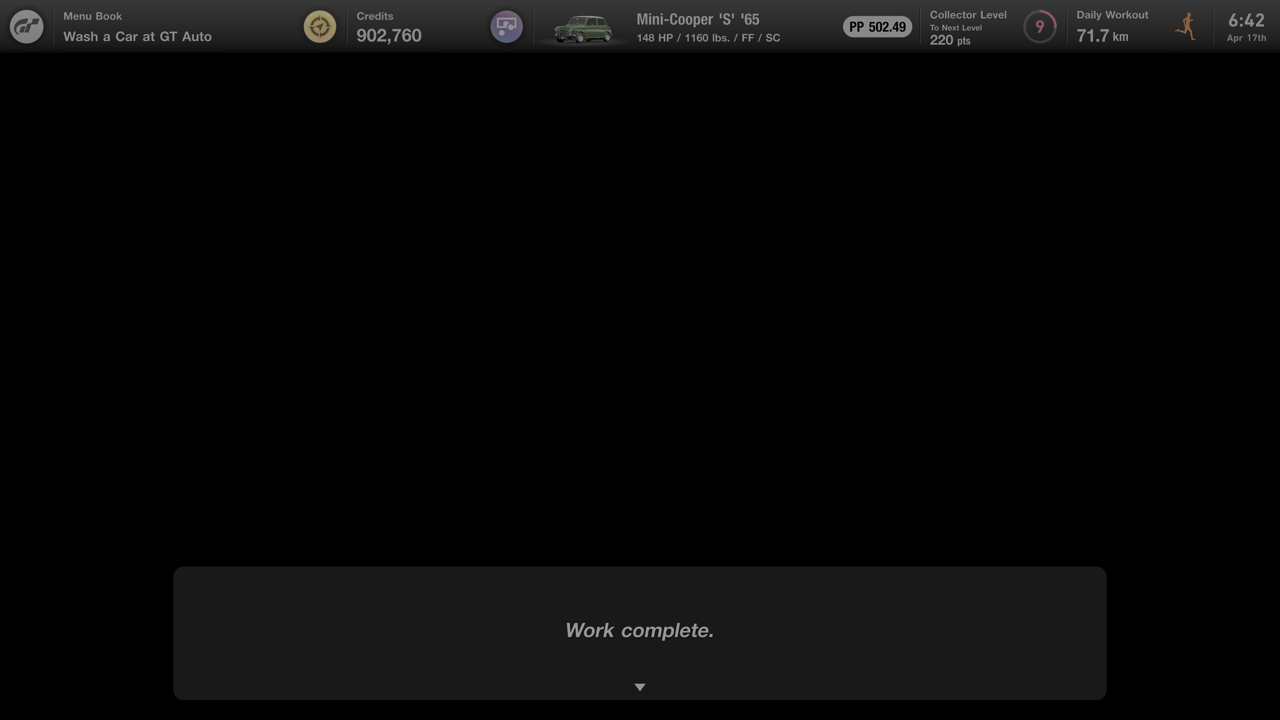 Menu Book
Wash a Car at GT Auto
Credits
902,760
Mini-Cooper 'S' '65
148 HP / 1160 lbs. / FF / SC
PP 502.49
Collector Level
To Next Level
220 pts
9
Daily Workout
71.7 km
6:42
Apr 17th
Work complete.